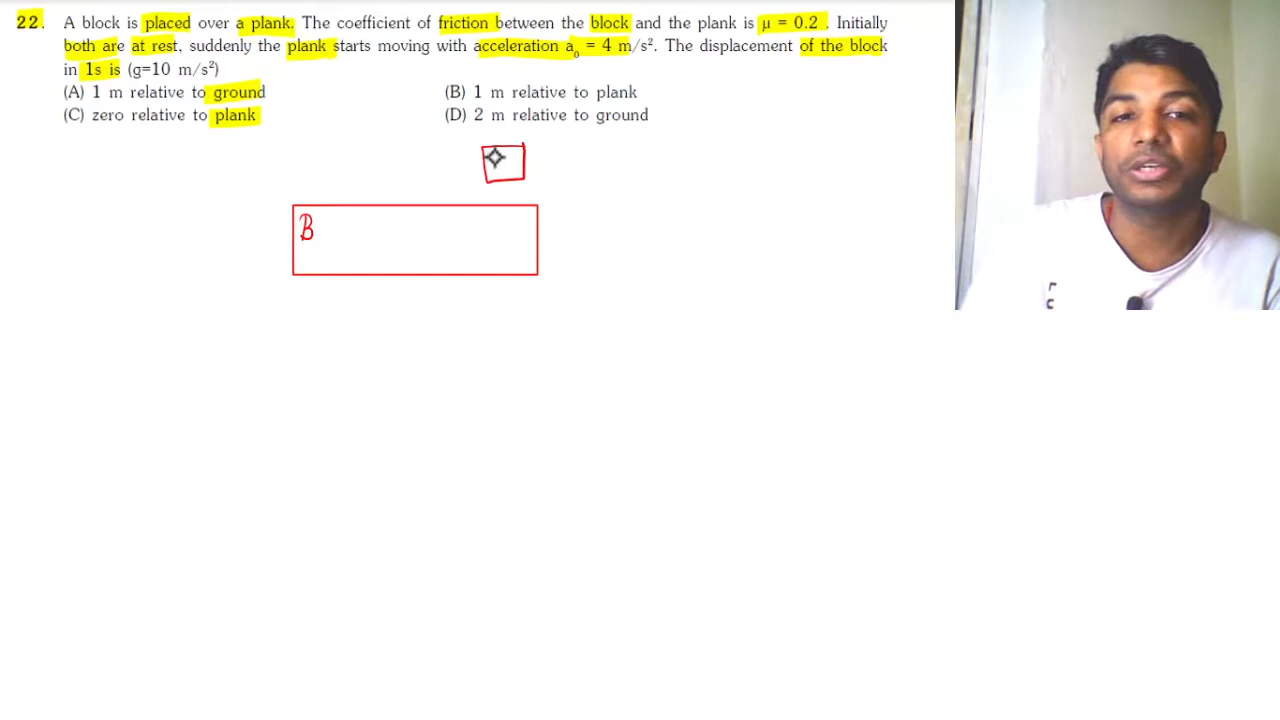 22. A block is placed over a plank. The coefficient of friction between the block and the plank is μ = 0.2 . Initially
both are at rest, suddenly the plank starts moving with acceleration a₀ = 4 m/s². The displacement of the block
in 1s is (g=10 m/s²)
(A) 1 m relative to ground (B) 1 m relative to plank
(C) zero relative to plank (D) 2 m relative to ground
B